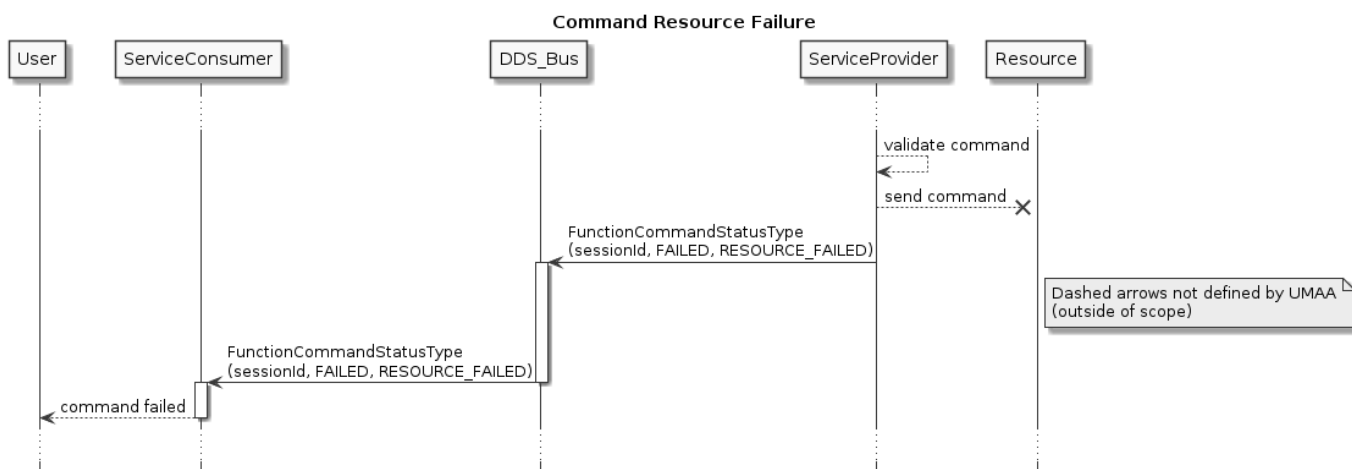 Command Resource Failure
User
ServiceConsumer
DDS_Bus
ServiceProvider
Resource
validate command
send command
FunctionCommandStatusType
(sessionId, FAILED, RESOURCE_FAILED)
Dashed arrows not defined by UMAA
(outside of scope)
FunctionCommandStatusType
(sessionId, FAILED, RESOURCE_FAILED)
command failed